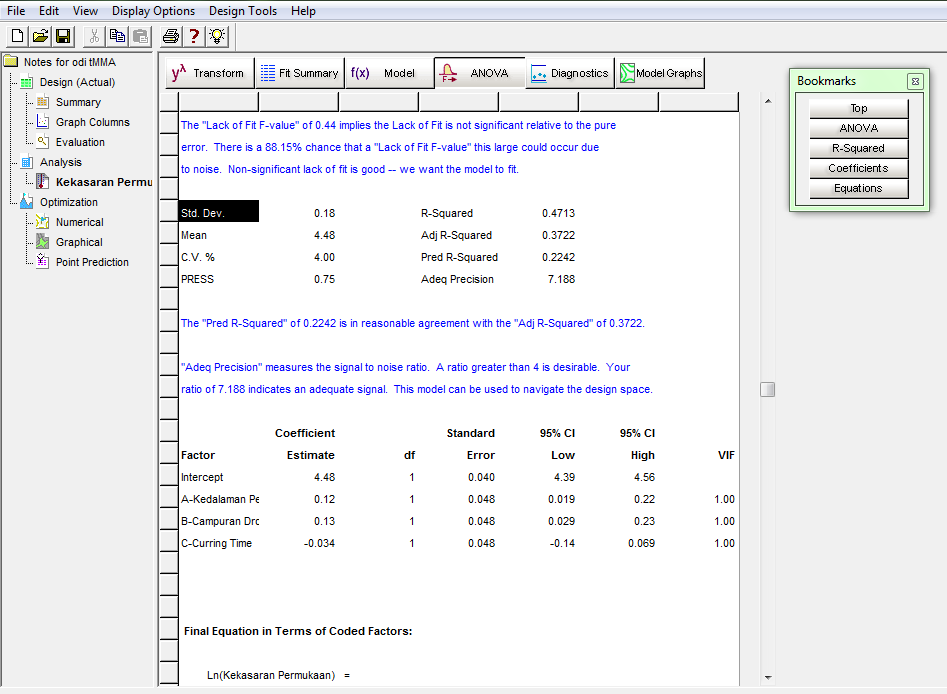 File Edit View Display Options Design Tools Help
Notes for odi tMMA
Design (Actual)
Summary
Graph Columns
Evaluation
Analysis
Kekasaran Permu
Optimization
Numerical
Graphical
Point Prediction
yλ Transform Fit Summary f(x) Model ANOVA Diagnostics Model Graphs
The "Lack of Fit F-value" of 0.44 implies the Lack of Fit is not significant relative to the pure
error. There is a 88.15% chance that a "Lack of Fit F-value" this large could occur due
to noise. Non-significant lack of fit is good -- we want the model to fit.
Std. Dev. 0.18 R-Squared 0.4713
Mean 4.48 Adj R-Squared 0.3722
C.V. % 4.00 Pred R-Squared 0.2242
PRESS 0.75 Adeq Precision 7.188
The "Pred R-Squared" of 0.2242 is in reasonable agreement with the "Adj R-Squared" of 0.3722.
"Adeq Precision" measures the signal to noise ratio. A ratio greater than 4 is desirable. Your
ratio of 7.188 indicates an adequate signal. This model can be used to navigate the design space.
Coefficient Standard 95% CI 95% CI
Factor Estimate df Error Low High VIF
Intercept 4.48 1 0.040 4.39 4.56
A-Kedalaman Pe 0.12 1 0.048 0.019 0.22 1.00
B-Campuran Dro 0.13 1 0.048 0.029 0.23 1.00
C-Curring Time -0.034 1 0.048 -0.14 0.069 1.00
Final Equation in Terms of Coded Factors:
Ln(Kekasaran Permukaan) =
Bookmarks
Top
ANOVA
R-Squared
Coefficients
Equations